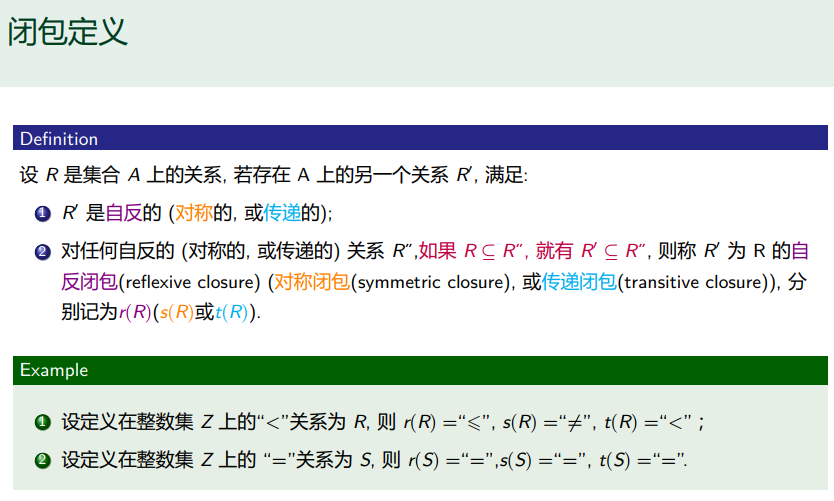 闭包定义
Definition
设 R 是集合 A 上的关系, 若存在 A 上的另一个关系 R′, 满足:
1 R′ 是自反的 (对称的, 或传递的);
2 对任何自反的 (对称的, 或传递的) 关系 R",如果 R ⊆ R", 就有 R′ ⊆ R", 则称 R′ 为 R 的自
反闭包(reflexive closure) (对称闭包(symmetric closure), 或传递闭包(transitive closure)), 分
别记为r(R)(s(R)或t(R)).
Example
1 设定义在整数集 Z 上的“<”关系为 R, 则 r(R) =“⩽”, s(R) =“≠”, t(R) =“<” ;
2 设定义在整数集 Z 上的 “=”关系为 S, 则 r(S) =“=”,s(S) =“=”, t(S) =“=”.